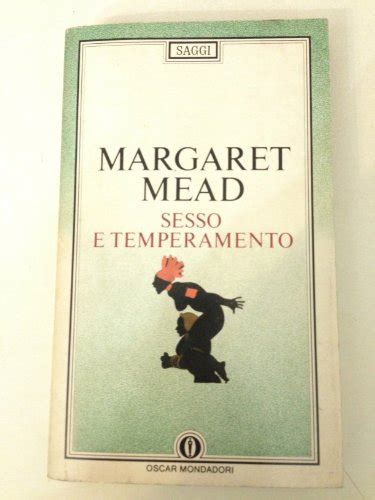 SAGGI
MARGARET
MEAD
SESSO
E TEMPERAMENTO
OSCAR MONDADORI